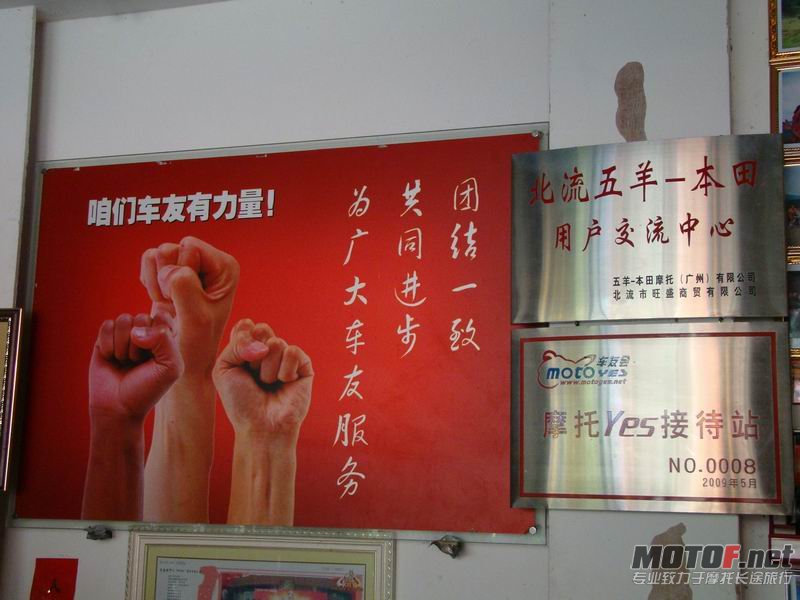 咱们车友有力量！
团结一致
共同进步
为广大车友服务
北流五羊-本田
用户交流中心
五羊-本田摩托（广州）有限公司
北流市旺盛商贸有限公司
motoYES 车友会
www.motoyes.net
摩托Yes接待站
NO.0008
2009年5月
MOTOF.net
专业致力于摩托长途旅行